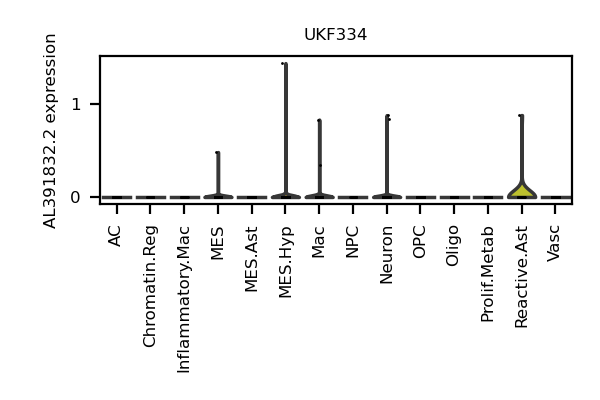 UKF334
AL391832.2 expression
1
0
AC
Chromatin.Reg
Inflammatory.Mac
MES
MES.Ast
MES.Hyp
Mac
NPC
Neuron
OPC
Oligo
Prolif.Metab
Reactive.Ast
Vasc